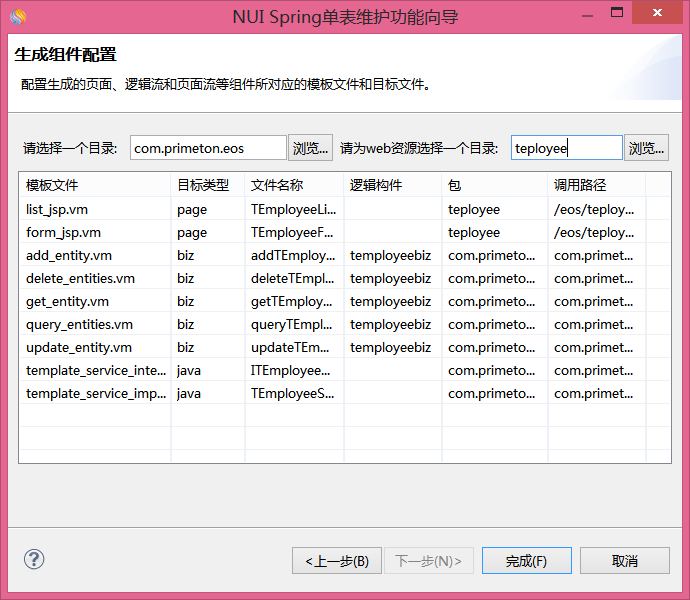 NUI Spring单表维护功能向导
生成组件配置
配置生成的页面、逻辑流和页面流等组件所对应的模板文件和目标文件。
请选择一个目录: com.primeton.eos 浏览... 请为web资源选择一个目录: teployee 浏览...
模板文件 目标类型 文件名称 逻辑构件 包 调用路径
list_jsp.vm page TEmployeeLi... teployee /eos/teploy...
form_jsp.vm page TEmployeeF... teployee /eos/teploy...
add_entity.vm biz addTEmploy... temployeebiz com.primeto... com.primet...
delete_entities.vm biz deleteTEmpl... temployeebiz com.primeto... com.primet...
get_entity.vm biz getTEmploy... temployeebiz com.primeto... com.primet...
query_entities.vm biz queryTEmpl... temployeebiz com.primeto... com.primet...
update_entity.vm biz updateTEm... temployeebiz com.primeto... com.primet...
template_service_inte... java ITEmployee... com.primeto... com.primet...
template_service_imp... java TEmployeeS... com.primeto... com.primet...
? <上一步(B) 下一步(N)> 完成(F) 取消